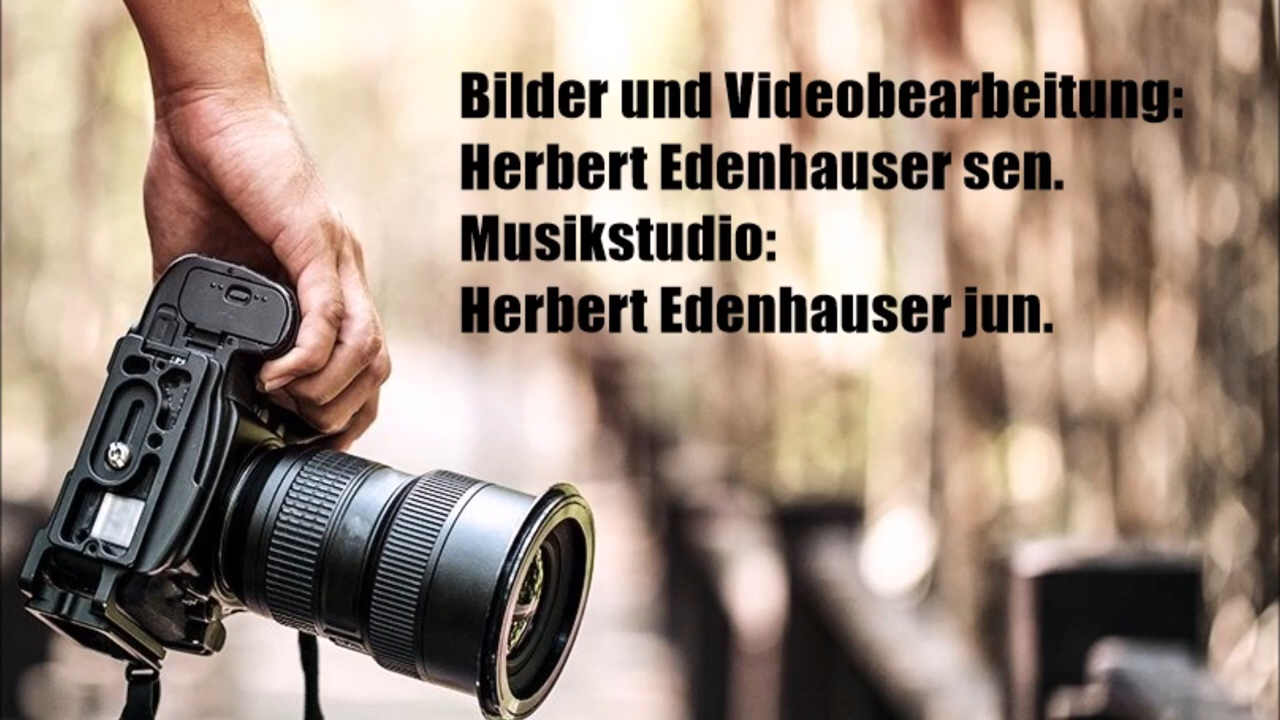 Bilder und Videobearbeitung:
Herbert Edenhauser sen.
Musikstudio:
Herbert Edenhauser jun.